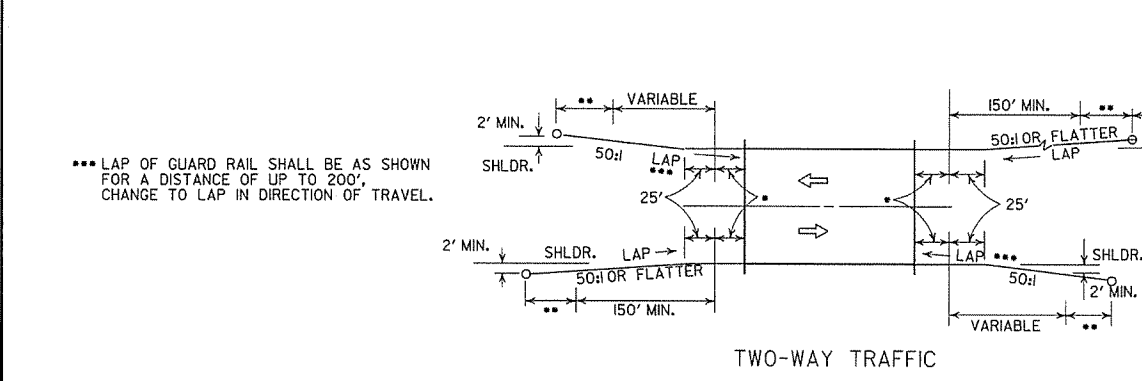 ** VARIABLE
150' MIN. **
2' MIN.
50:1 OR FLATTER
50:1
LAP
LAP
*** LAP OF GUARD RAIL SHALL BE AS SHOWN
FOR A DISTANCE OF UP TO 200',
CHANGE TO LAP IN DIRECTION OF TRAVEL.
SHLDR.
***
25' *
* 25'
2' MIN. SHLDR. LAP
LAP *** SHLDR.
50:1 OR FLATTER
50:1
2' MIN.
** 150' MIN.
VARIABLE **
TWO-WAY TRAFFIC